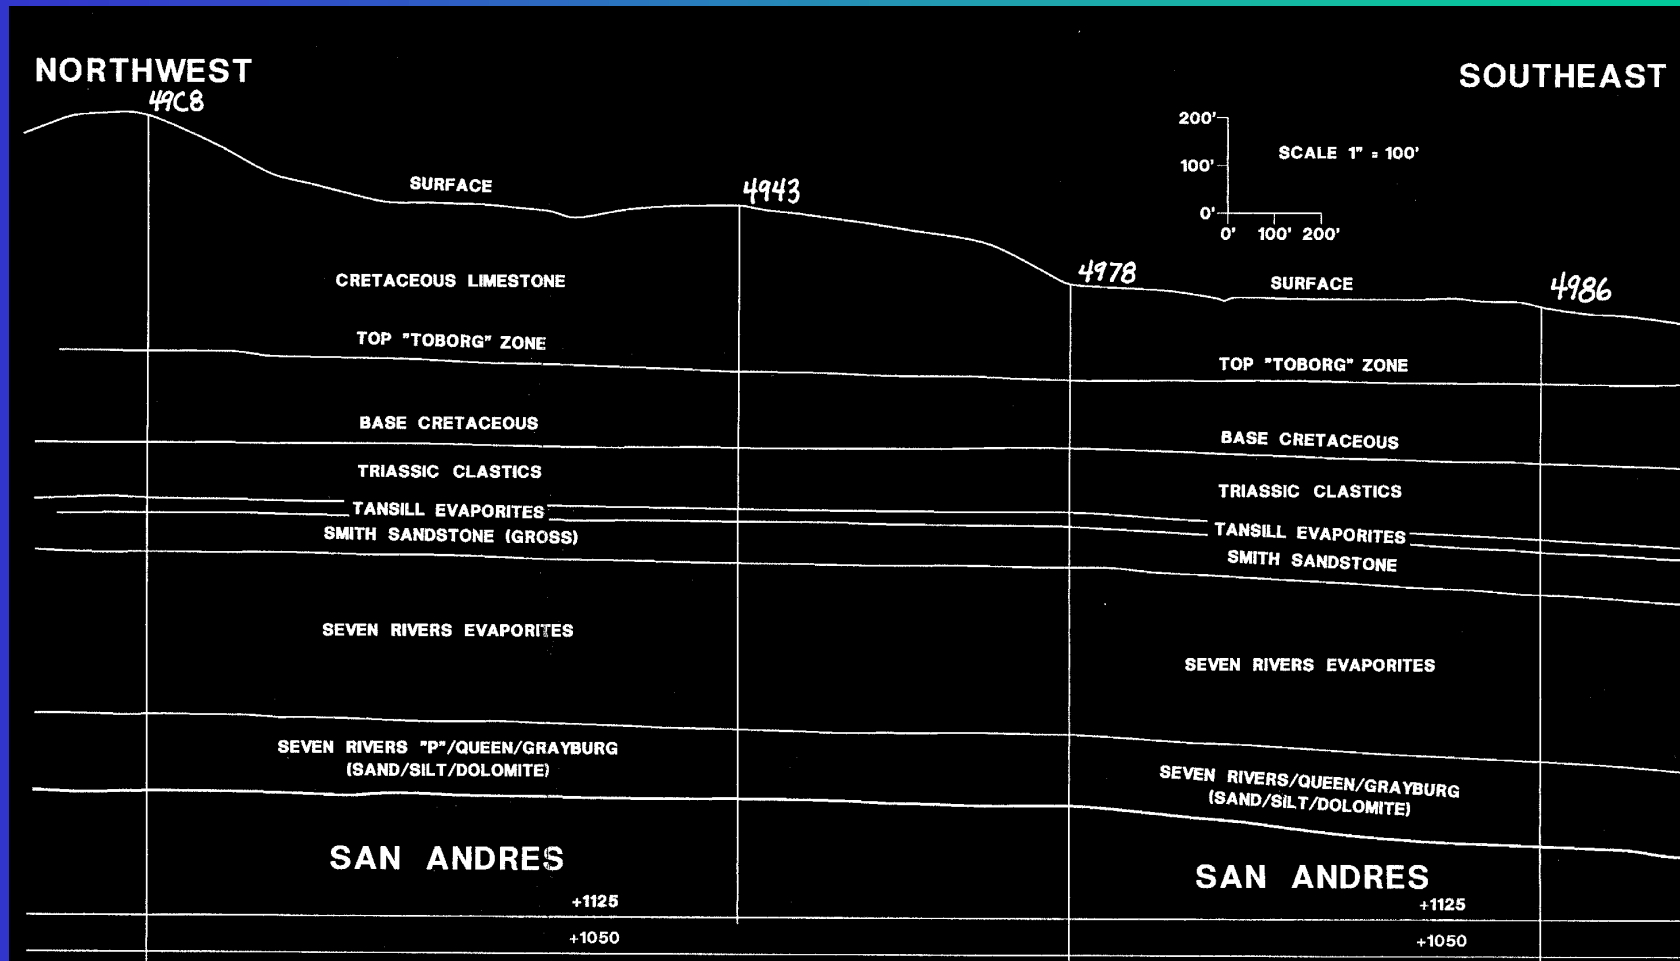 NORTHWEST
SOUTHEAST
49C8
200'
100'
0'
SCALE 1" = 100'
0' 100' 200'
SURFACE
4943
4978
SURFACE
4986
CRETACEOUS LIMESTONE
TOP "TOBORG" ZONE
TOP "TOBORG" ZONE
BASE CRETACEOUS
BASE CRETACEOUS
TRIASSIC CLASTICS
TRIASSIC CLASTICS
TANSILL EVAPORITES
TANSILL EVAPORITES
SMITH SANDSTONE (GROSS)
SMITH SANDSTONE
SEVEN RIVERS EVAPORITES
SEVEN RIVERS EVAPORITES
SEVEN RIVERS "P"/QUEEN/GRAYBURG
(SAND/SILT/DOLOMITE)
SEVEN RIVERS/QUEEN/GRAYBURG
(SAND/SILT/DOLOMITE)
SAN ANDRES
SAN ANDRES
+1125
+1125
+1050
+1050